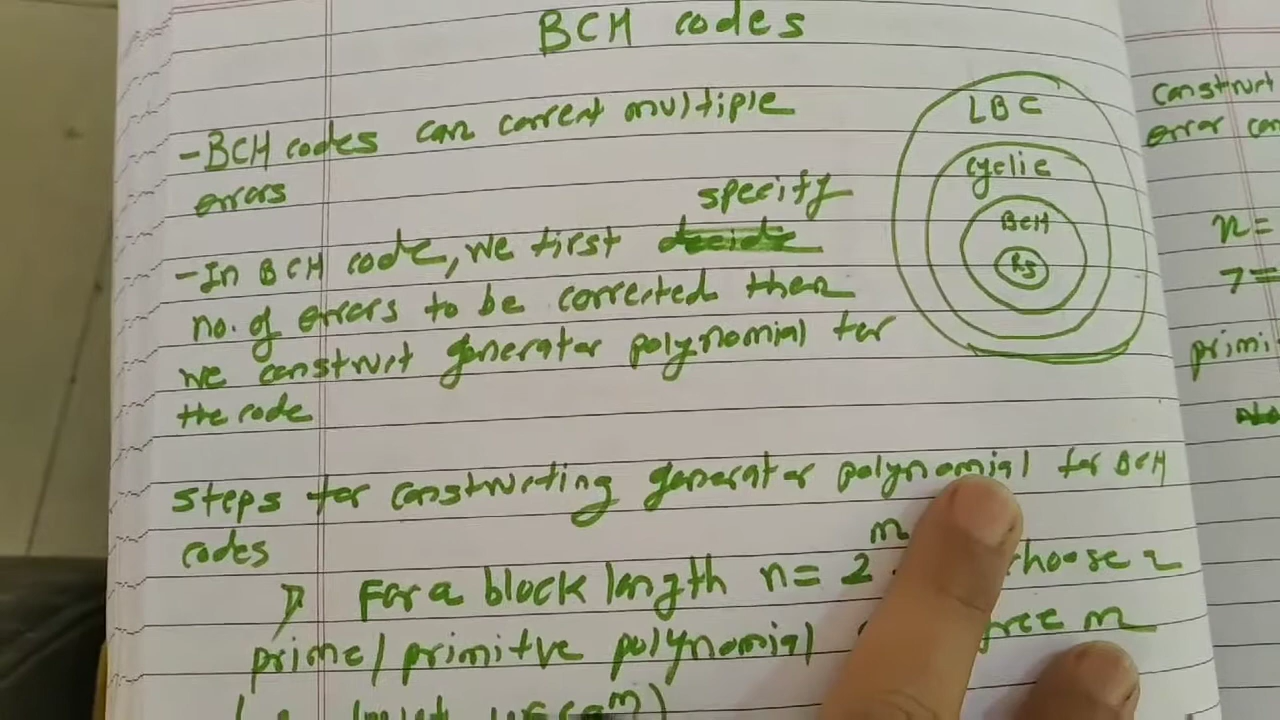 BCH codes
- BCH codes can correct multiple
errors
specify
- In BCH code, we first decide
no. of errors to be corrected then
we construct generator polynomial for
the code
LBC
cyclic
BCH
RS
steps for constructing generator polynomial for BCH
codes
For a block length n = 2^m choose a
prime/primitve polynomial degree m
construct
error
n =
7 =
primi